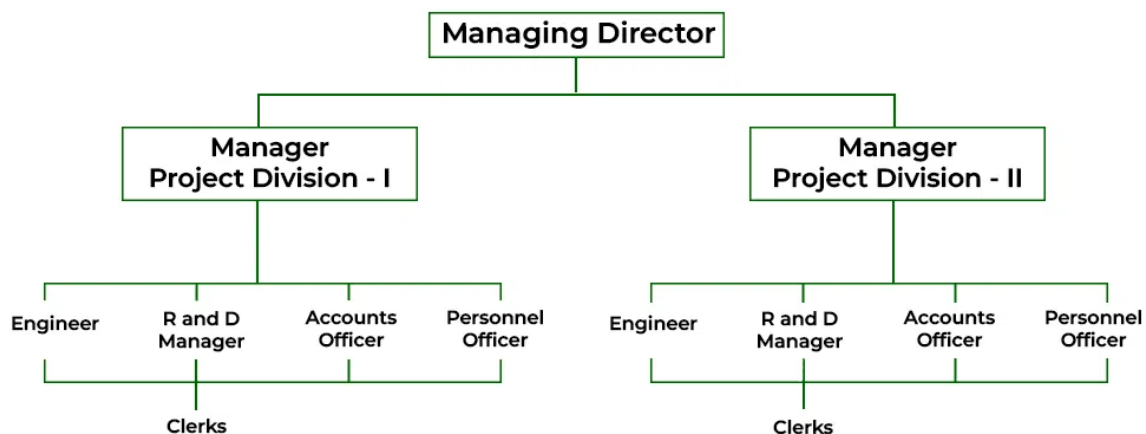 Managing Director
Manager
Project Division - I
Manager
Project Division - II
Engineer
R and D
Manager
Accounts
Officer
Personnel
Officer
Engineer
R and D
Manager
Accounts
Officer
Personnel
Officer
Clerks
Clerks